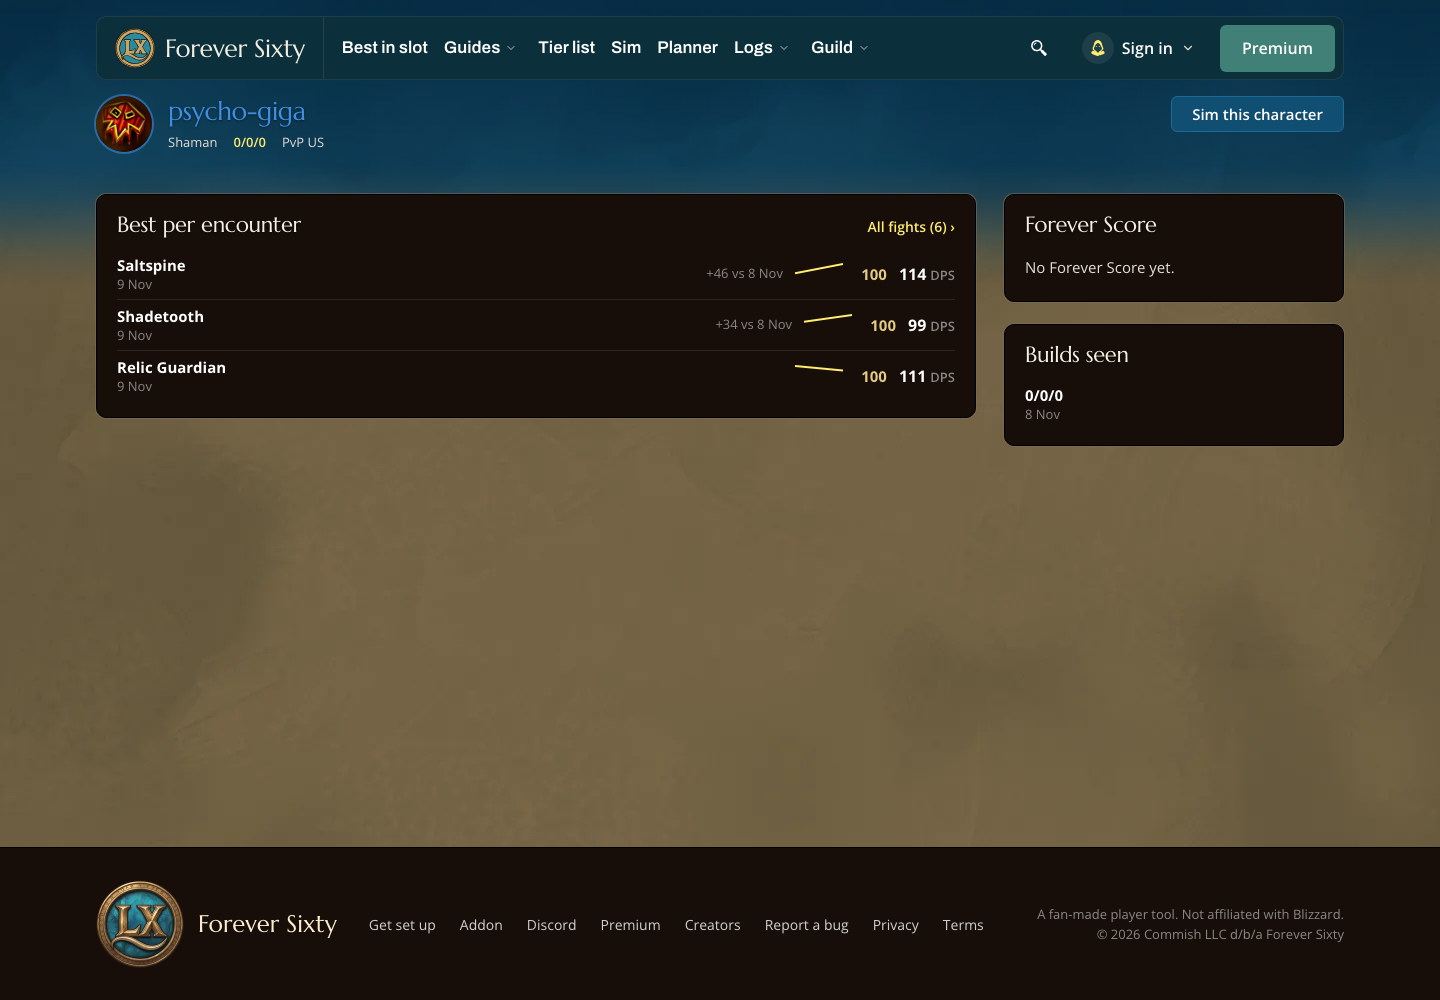 LX Forever Sixty Best in slot Guides Tier list Sim Planner Logs Guild Sign in Premium
psycho-giga
Shaman 0/0/0 PvP US
Sim this character
Best per encounter
All fights (6) ›
Saltspine
9 Nov
+46 vs 8 Nov 100 114 DPS
Shadetooth
9 Nov
+34 vs 8 Nov 100 99 DPS
Relic Guardian
9 Nov
100 111 DPS
Forever Score
No Forever Score yet.
Builds seen
0/0/0
8 Nov
LX Forever Sixty Get set up Addon Discord Premium Creators Report a bug Privacy Terms
A fan-made player tool. Not affiliated with Blizzard.
© 2026 Commish LLC d/b/a Forever Sixty